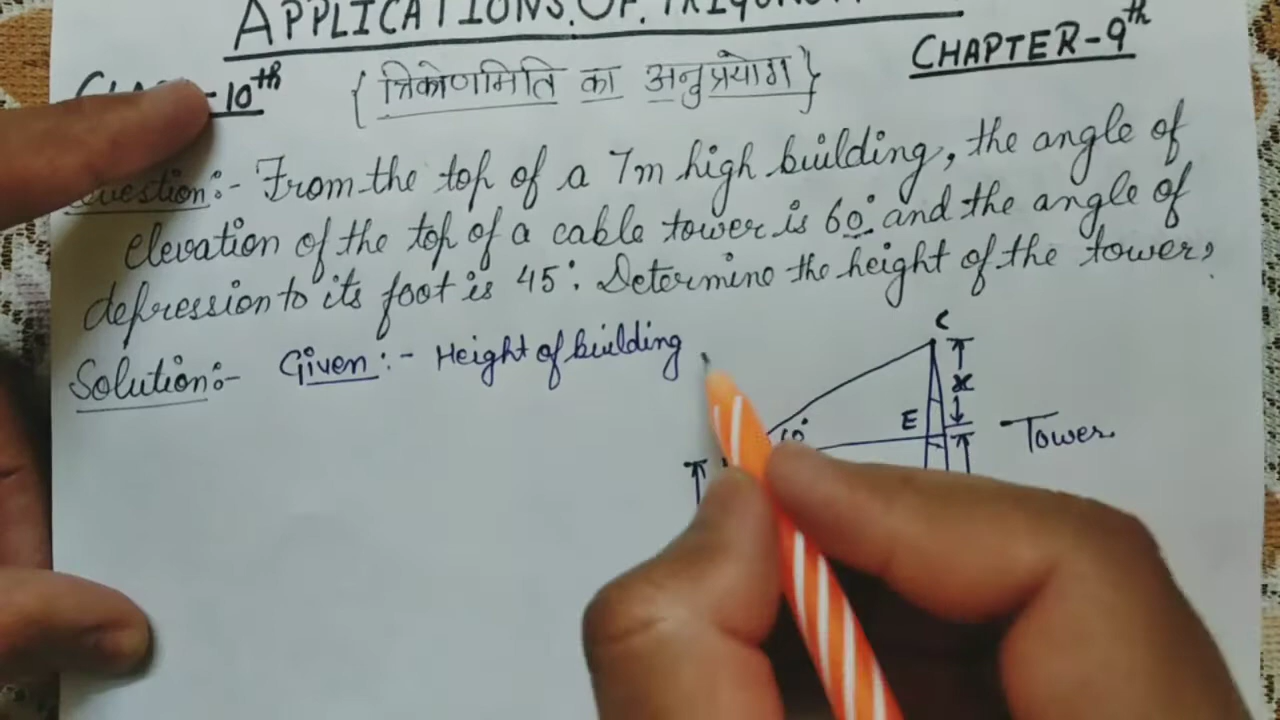 APPLICATIONS. OF.
CHAPTER-9th
-10th
{ त्रिकोणमिति का अनुप्रयोग }
Question:- From the top of a 7m high building, the angle of
elevation of the top of a cable tower is 60° and the angle of
depression to its foot is 45°. Determine the height of the tower?
Solution:- Given:- Height of building
C
x
60°
E
Tower